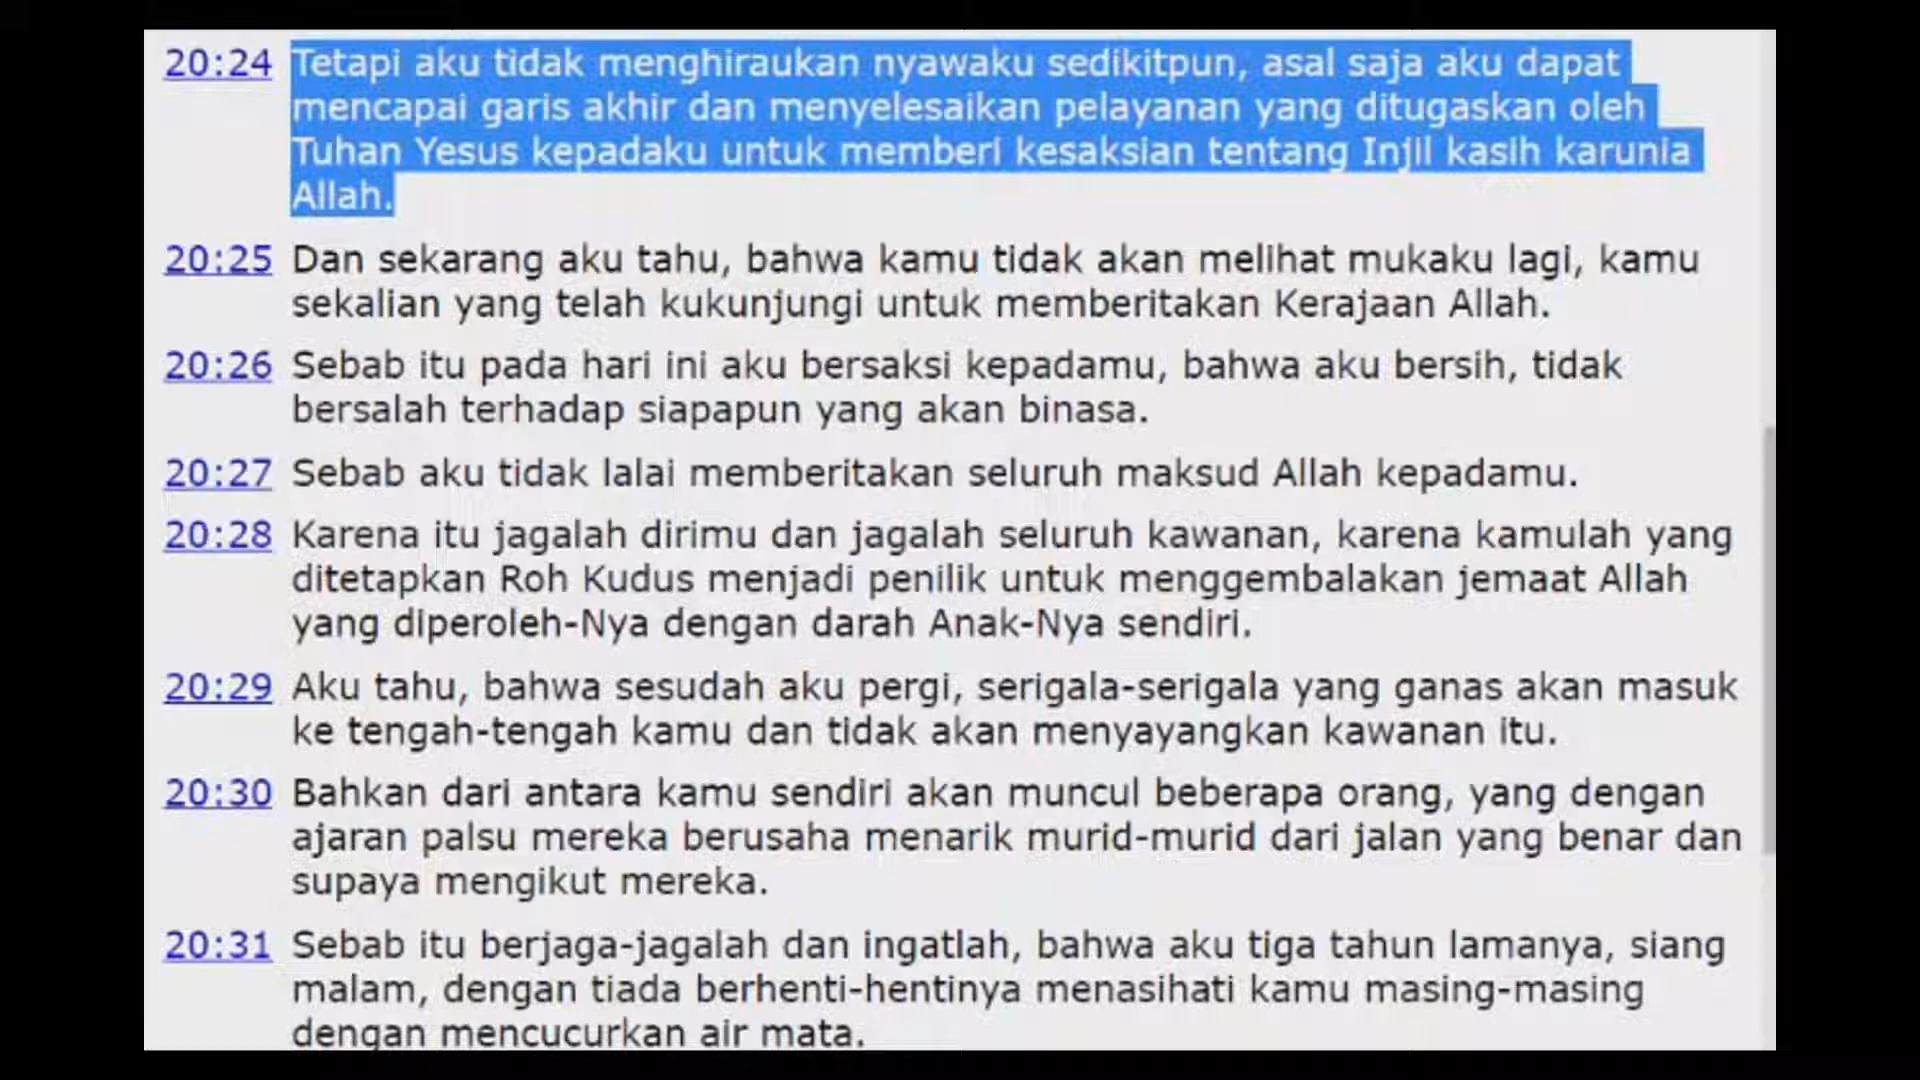 20:24 Tetapi aku tidak menghiraukan nyawaku sedikitpun, asal saja aku dapat
mencapai garis akhir dan menyelesaikan pelayanan yang ditugaskan oleh
Tuhan Yesus kepadaku untuk memberi kesaksian tentang Injil kasih karunia
Allah.
20:25 Dan sekarang aku tahu, bahwa kamu tidak akan melihat mukaku lagi, kamu
sekalian yang telah kukunjungi untuk memberitakan Kerajaan Allah.
20:26 Sebab itu pada hari ini aku bersaksi kepadamu, bahwa aku bersih, tidak
bersalah terhadap siapapun yang akan binasa.
20:27 Sebab aku tidak lalai memberitakan seluruh maksud Allah kepadamu.
20:28 Karena itu jagalah dirimu dan jagalah seluruh kawanan, karena kamulah yang
ditetapkan Roh Kudus menjadi penilik untuk menggembalakan jemaat Allah
yang diperoleh-Nya dengan darah Anak-Nya sendiri.
20:29 Aku tahu, bahwa sesudah aku pergi, serigala-serigala yang ganas akan masuk
ke tengah-tengah kamu dan tidak akan menyayangkan kawanan itu.
20:30 Bahkan dari antara kamu sendiri akan muncul beberapa orang, yang dengan
ajaran palsu mereka berusaha menarik murid-murid dari jalan yang benar dan
supaya mengikut mereka.
20:31 Sebab itu berjaga-jagalah dan ingatlah, bahwa aku tiga tahun lamanya, siang
malam, dengan tiada berhenti-hentinya menasihati kamu masing-masing
dengan mencucurkan air mata.